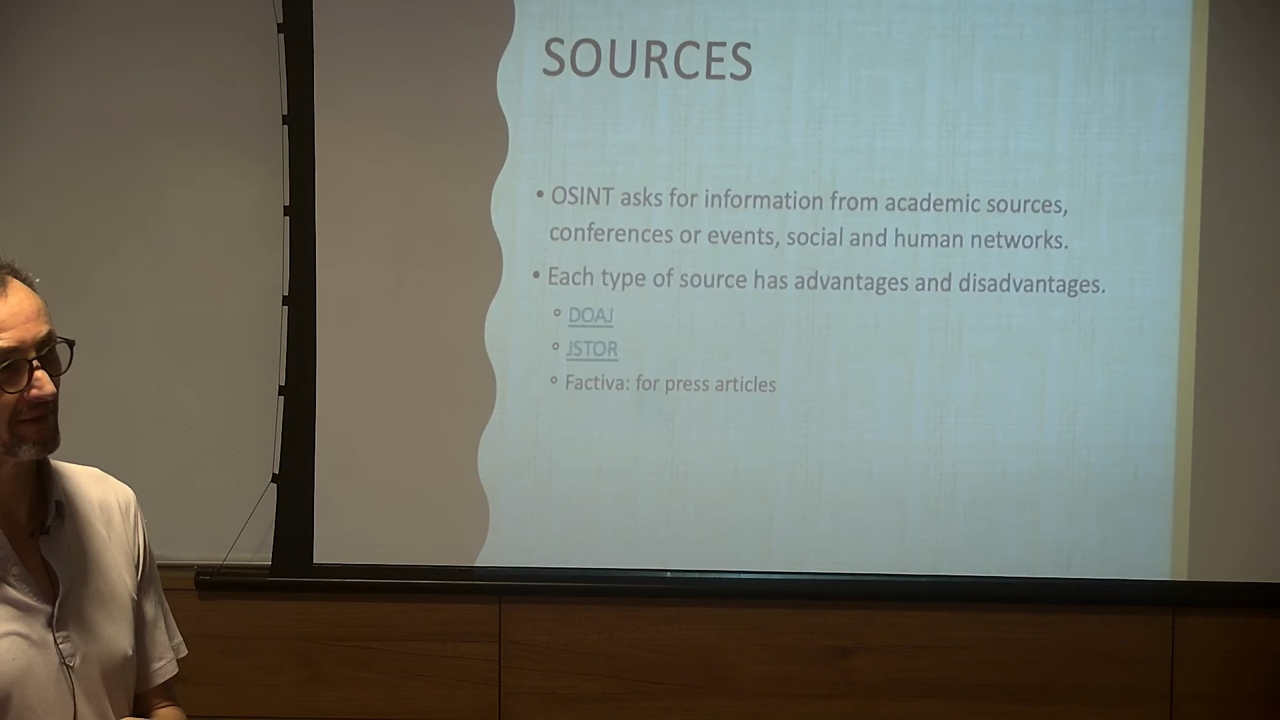 SOURCES
• OSINT asks for information from academic sources,
conferences or events, social and human networks.
• Each type of source has advantages and disadvantages.
° DOAJ
° JSTOR
° Factiva: for press articles